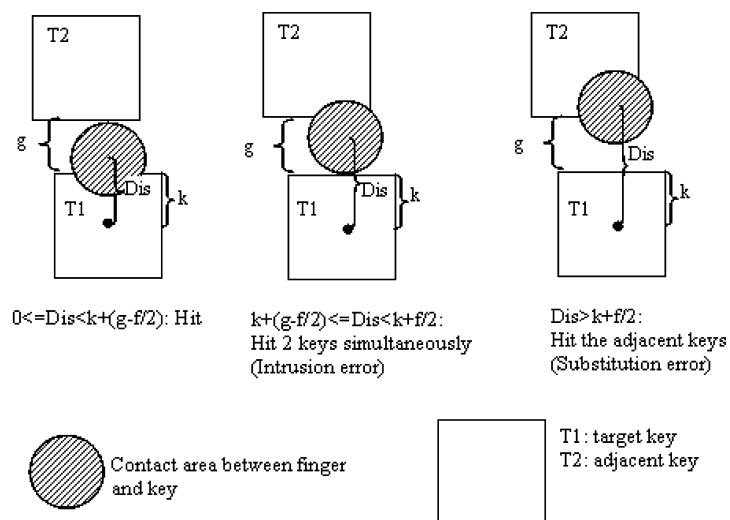 T2
g
Dis
k
T1
0<=Dis<k+(g-f/2): Hit
T2
g
Dis
k
T1
k+(g-f/2)<=Dis<k+f/2:
Hit 2 keys simultaneously
(Intrusion error)
T2
g
Dis
k
T1
Dis>k+f/2:
Hit the adjacent keys
(Substitution error)
Contact area between finger
and key
T1: target key
T2: adjacent key